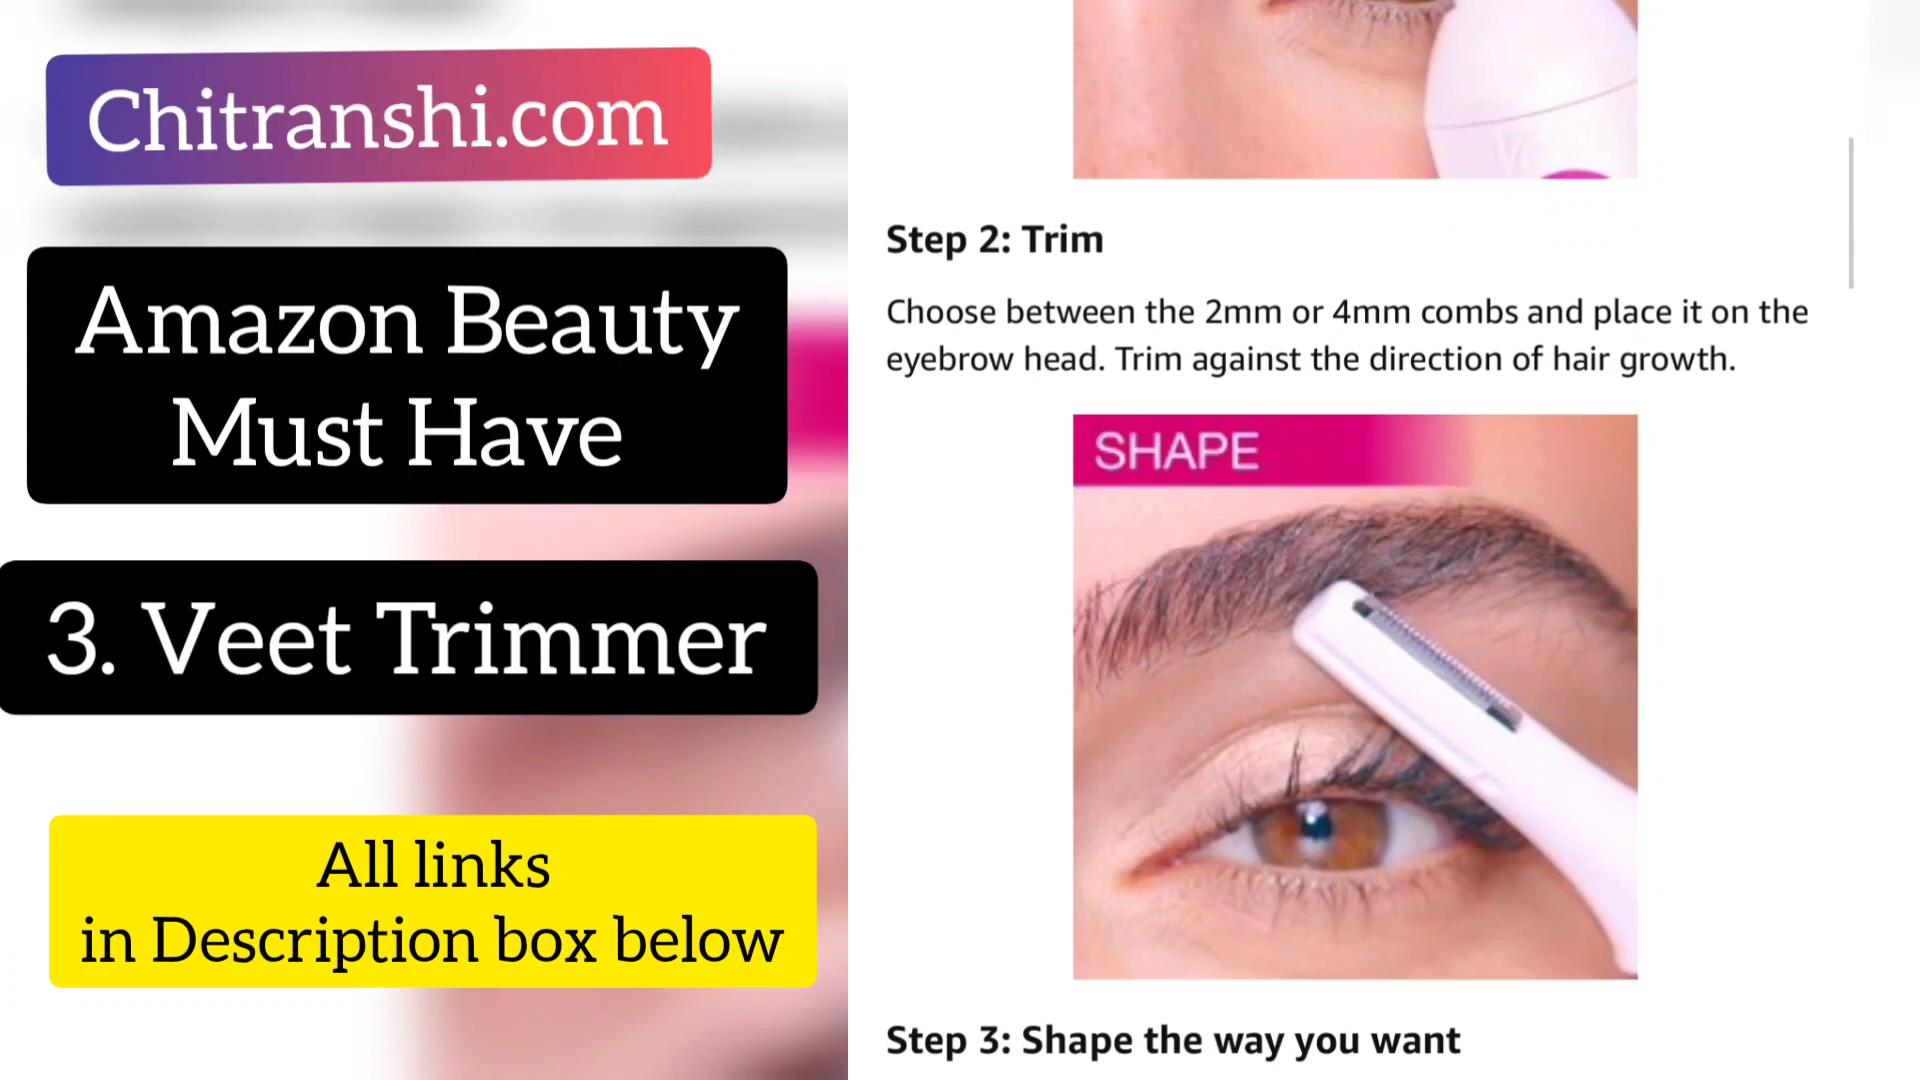 Chitranshi.com
Amazon Beauty
Must Have
3. Veet Trimmer
All links
in Description box below
Step 2: Trim
Choose between the 2mm or 4mm combs and place it on the
eyebrow head. Trim against the direction of hair growth.
SHAPE
Step 3: Shape the way you want